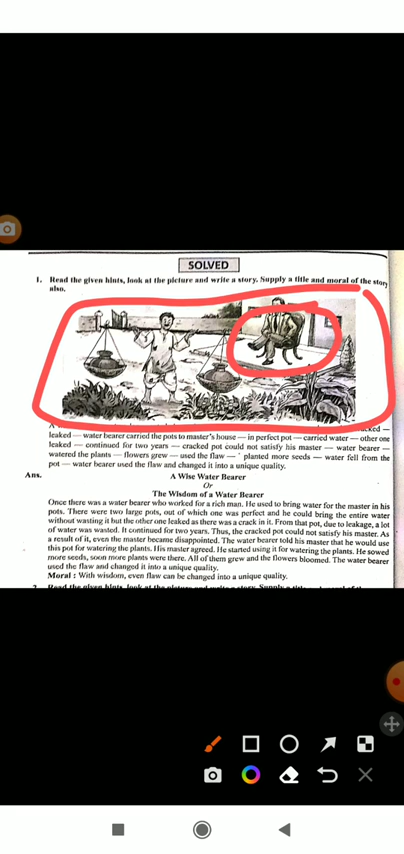 SOLVED
1. Read the given hints, look at the picture and write a story. Supply a title and moral of the story
also.
leaked — water bearer carried the pots to master's house — in perfect pot — carried water — other one
leaked — continued for two years — cracked pot could not satisfy his master — water bearer —
watered the plants — flowers grew — used the flaw — ' planted more seeds — water fell from the
pot — water bearer used the flaw and changed it into a unique quality.
Ans. A Wise Water Bearer
Or
The Wisdom of a Water Bearer
Once there was a water bearer who worked for a rich man. He used to bring water for the master in his
pots. There were two large pots, out of which one was perfect and he could bring the entire water
without wasting it but the other one leaked as there was a crack in it. From that pot, due to leakage, a lot
of water was wasted. It continued for two years. Thus, the cracked pot could not satisfy his master. As
a result of it, even the master became disappointed. The water bearer told his master that he would use
this pot for watering the plants. His master agreed. He started using it for watering the plants. He sowed
more seeds, soon more plants were there. All of them grew and the flowers bloomed. The water bearer
used the flaw and changed it into a unique quality.
Moral : With wisdom, even flaw can be changed into a unique quality.